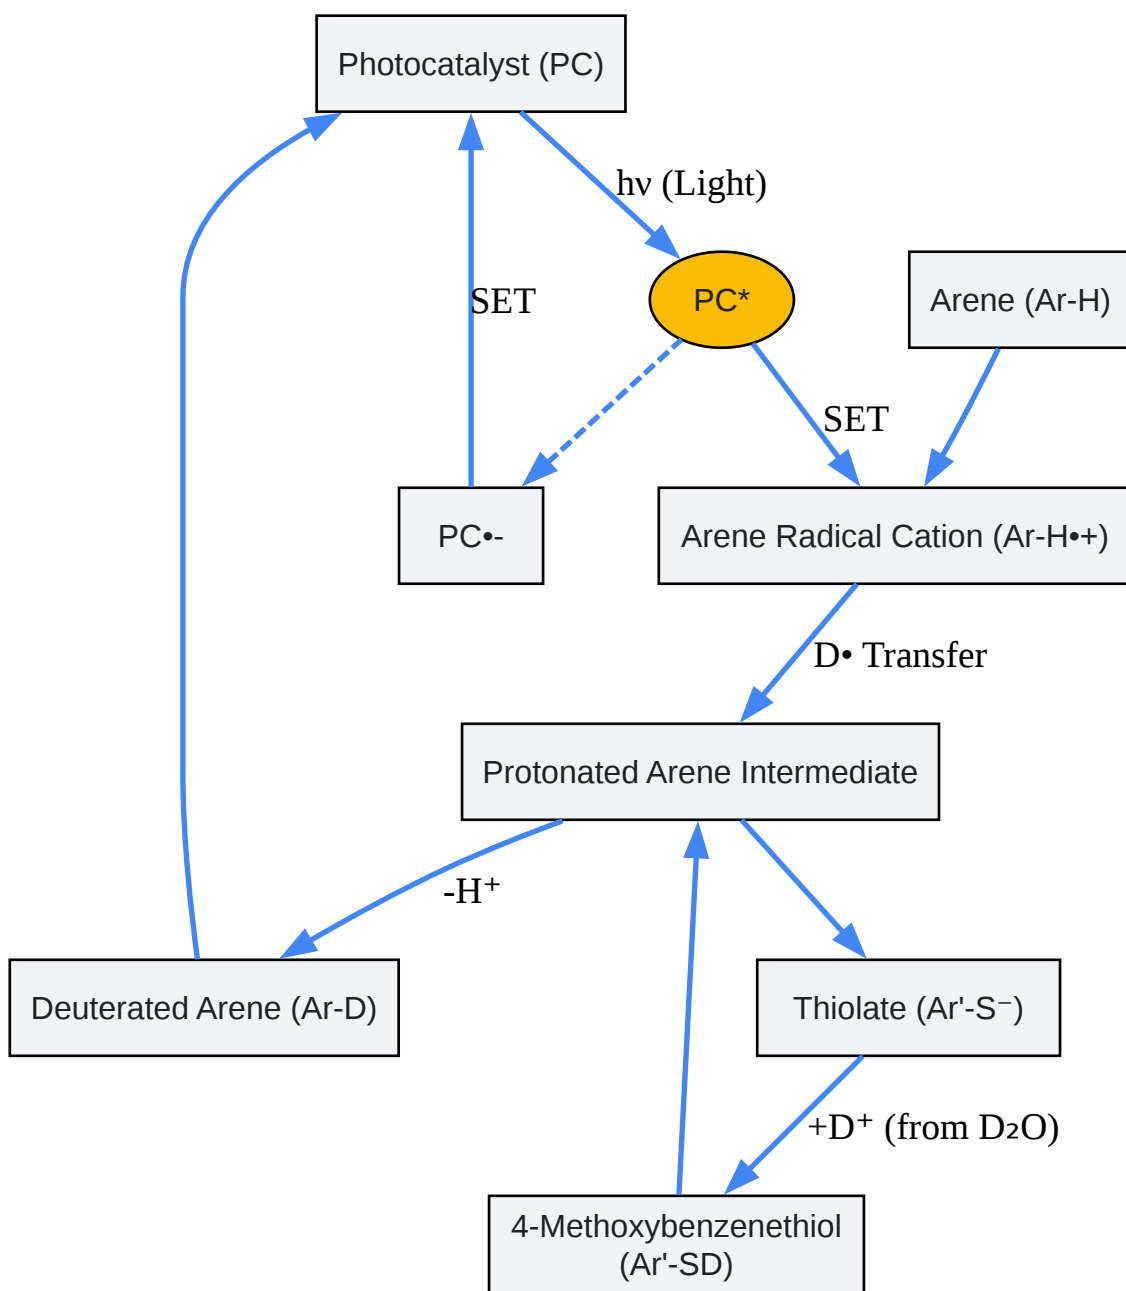 Photocatalyst (PC)
hν (Light)
SET
PC*
Arene (Ar-H)
SET
PC•-
Arene Radical Cation (Ar-H•+)
D• Transfer
Protonated Arene Intermediate
-H⁺
Deuterated Arene (Ar-D)
Thiolate (Ar'-S⁻)
+D⁺ (from D₂O)
4-Methoxybenzenethiol
(Ar'-SD)